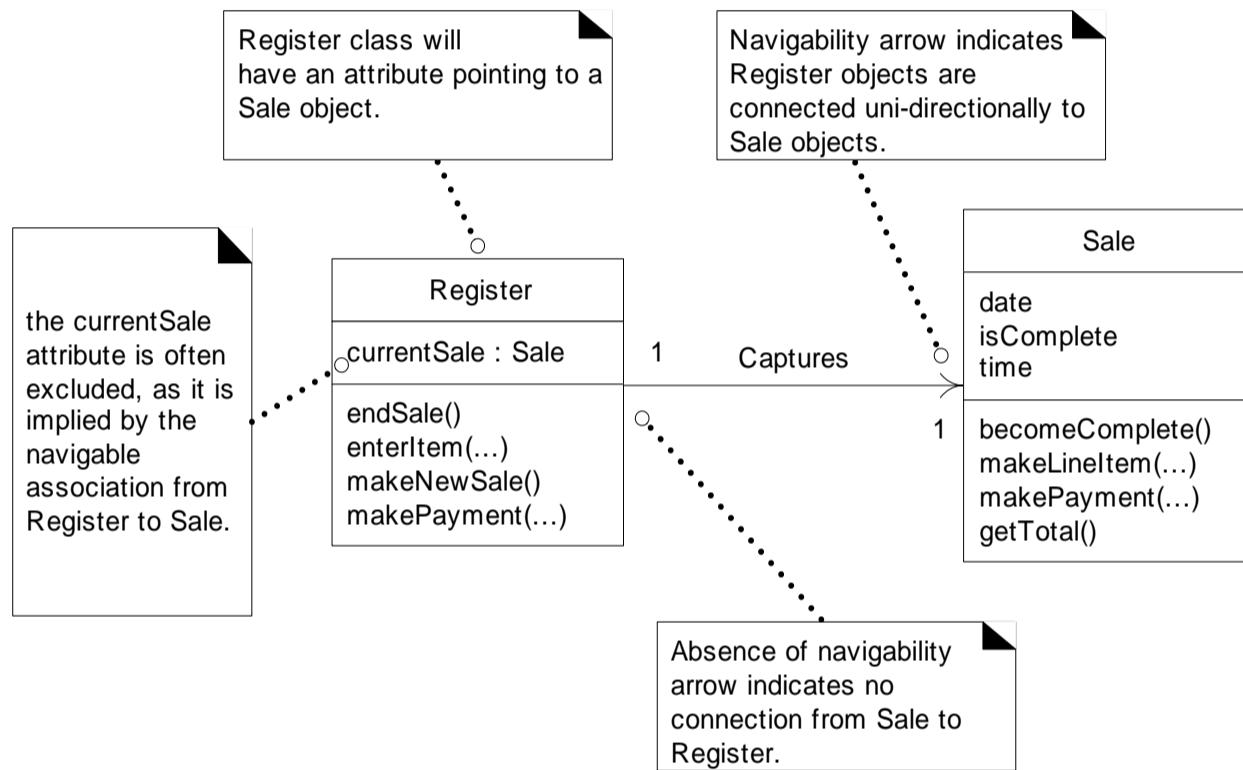 Register class will
have an attribute pointing to a
Sale object.
Navigability arrow indicates
Register objects are
connected uni-directionally to
Sale objects.
the currentSale
attribute is often
excluded, as it is
implied by the
navigable
association from
Register to Sale.
Register
currentSale : Sale
endSale()
enterItem(...)
makeNewSale()
makePayment(...)
1
Captures
1
Sale
date
isComplete
time
becomeComplete()
makeLineItem(...)
makePayment(...)
getTotal()
Absence of navigability
arrow indicates no
connection from Sale to
Register.